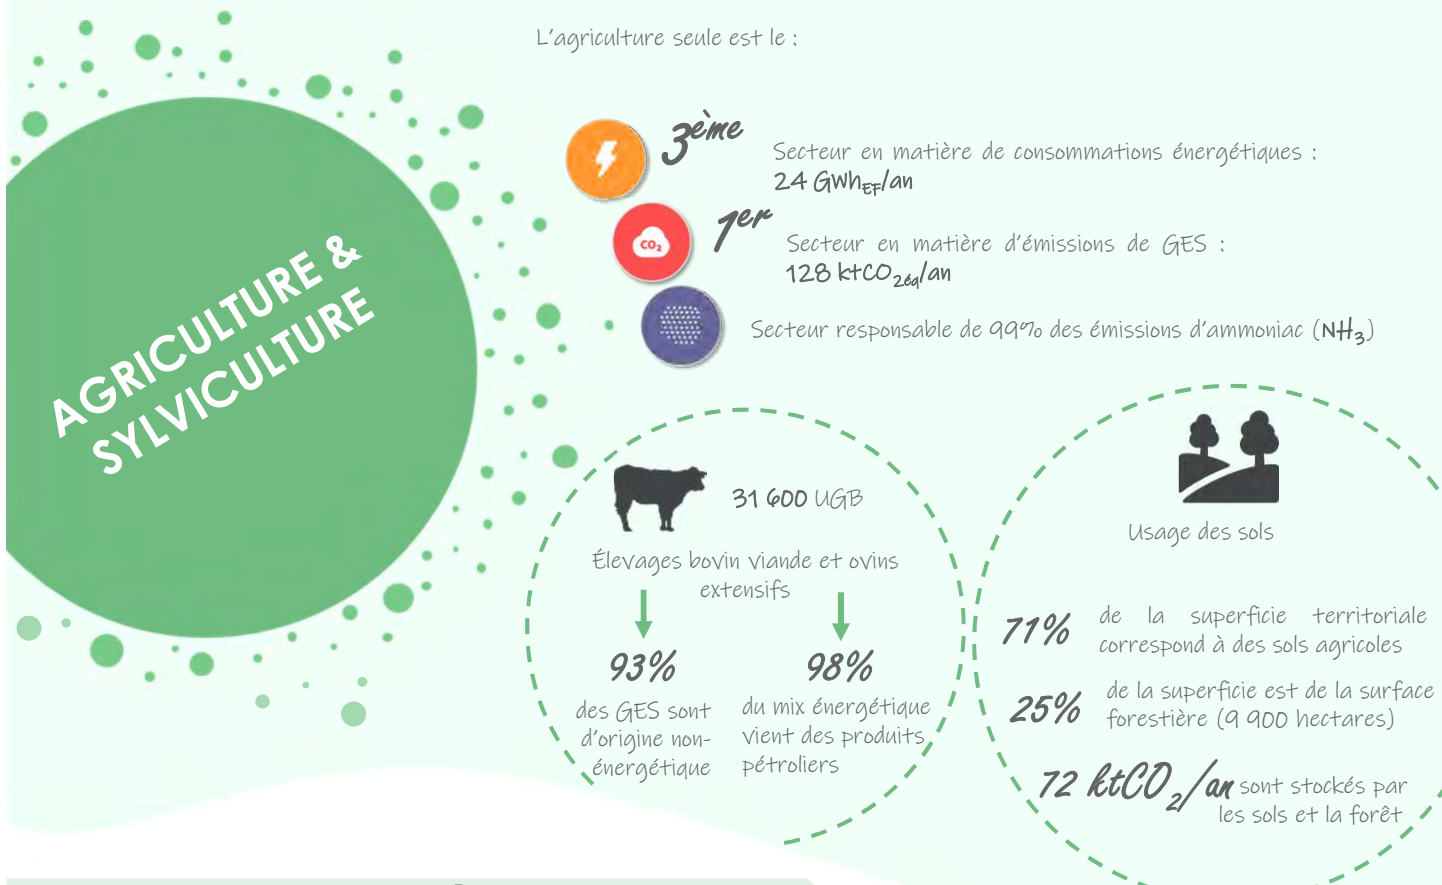 L'agriculture seule est le :
AGRICULTURE &
SYLVICULTURE
3ème
Secteur en matière de consommations énergétiques :
24 GWhEF/an
CO2
1er
Secteur en matière d'émissions de GES :
128 ktCO2éq/an
Secteur responsable de 99% des émissions d'ammoniac (NH3)
31 600 UGB
Élevages bovin viande et ovins
extensifs
93%
des GES sont
d'origine non-
énergétique
98%
du mix énergétique
vient des produits
pétroliers
Usage des sols
71%
de la superficie territoriale
correspond à des sols agricoles
25%
de la superficie est de la surface
forestière (9 900 hectares)
72 ktCO2/an sont stockés par
les sols et la forêt